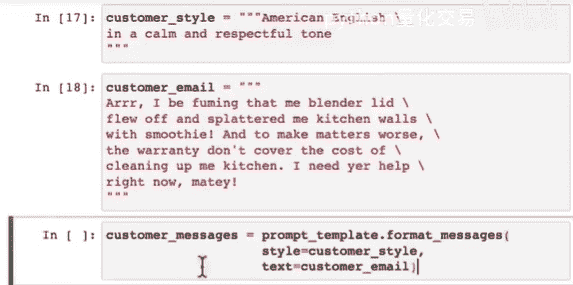 In [17]: customer_style = """American English \
in a calm and respectful tone
"""
In [18]: customer_email = """
Arrr, I be fuming that me blender lid \
flew off and splattered me kitchen walls \
with smoothie! And to make matters worse, \
the warranty don't cover the cost of \
cleaning up me kitchen. I need yer help \
right now, matey!
"""
In [ ]: customer_messages = prompt_template.format_messages(
style=customer_style,
text=customer_email)